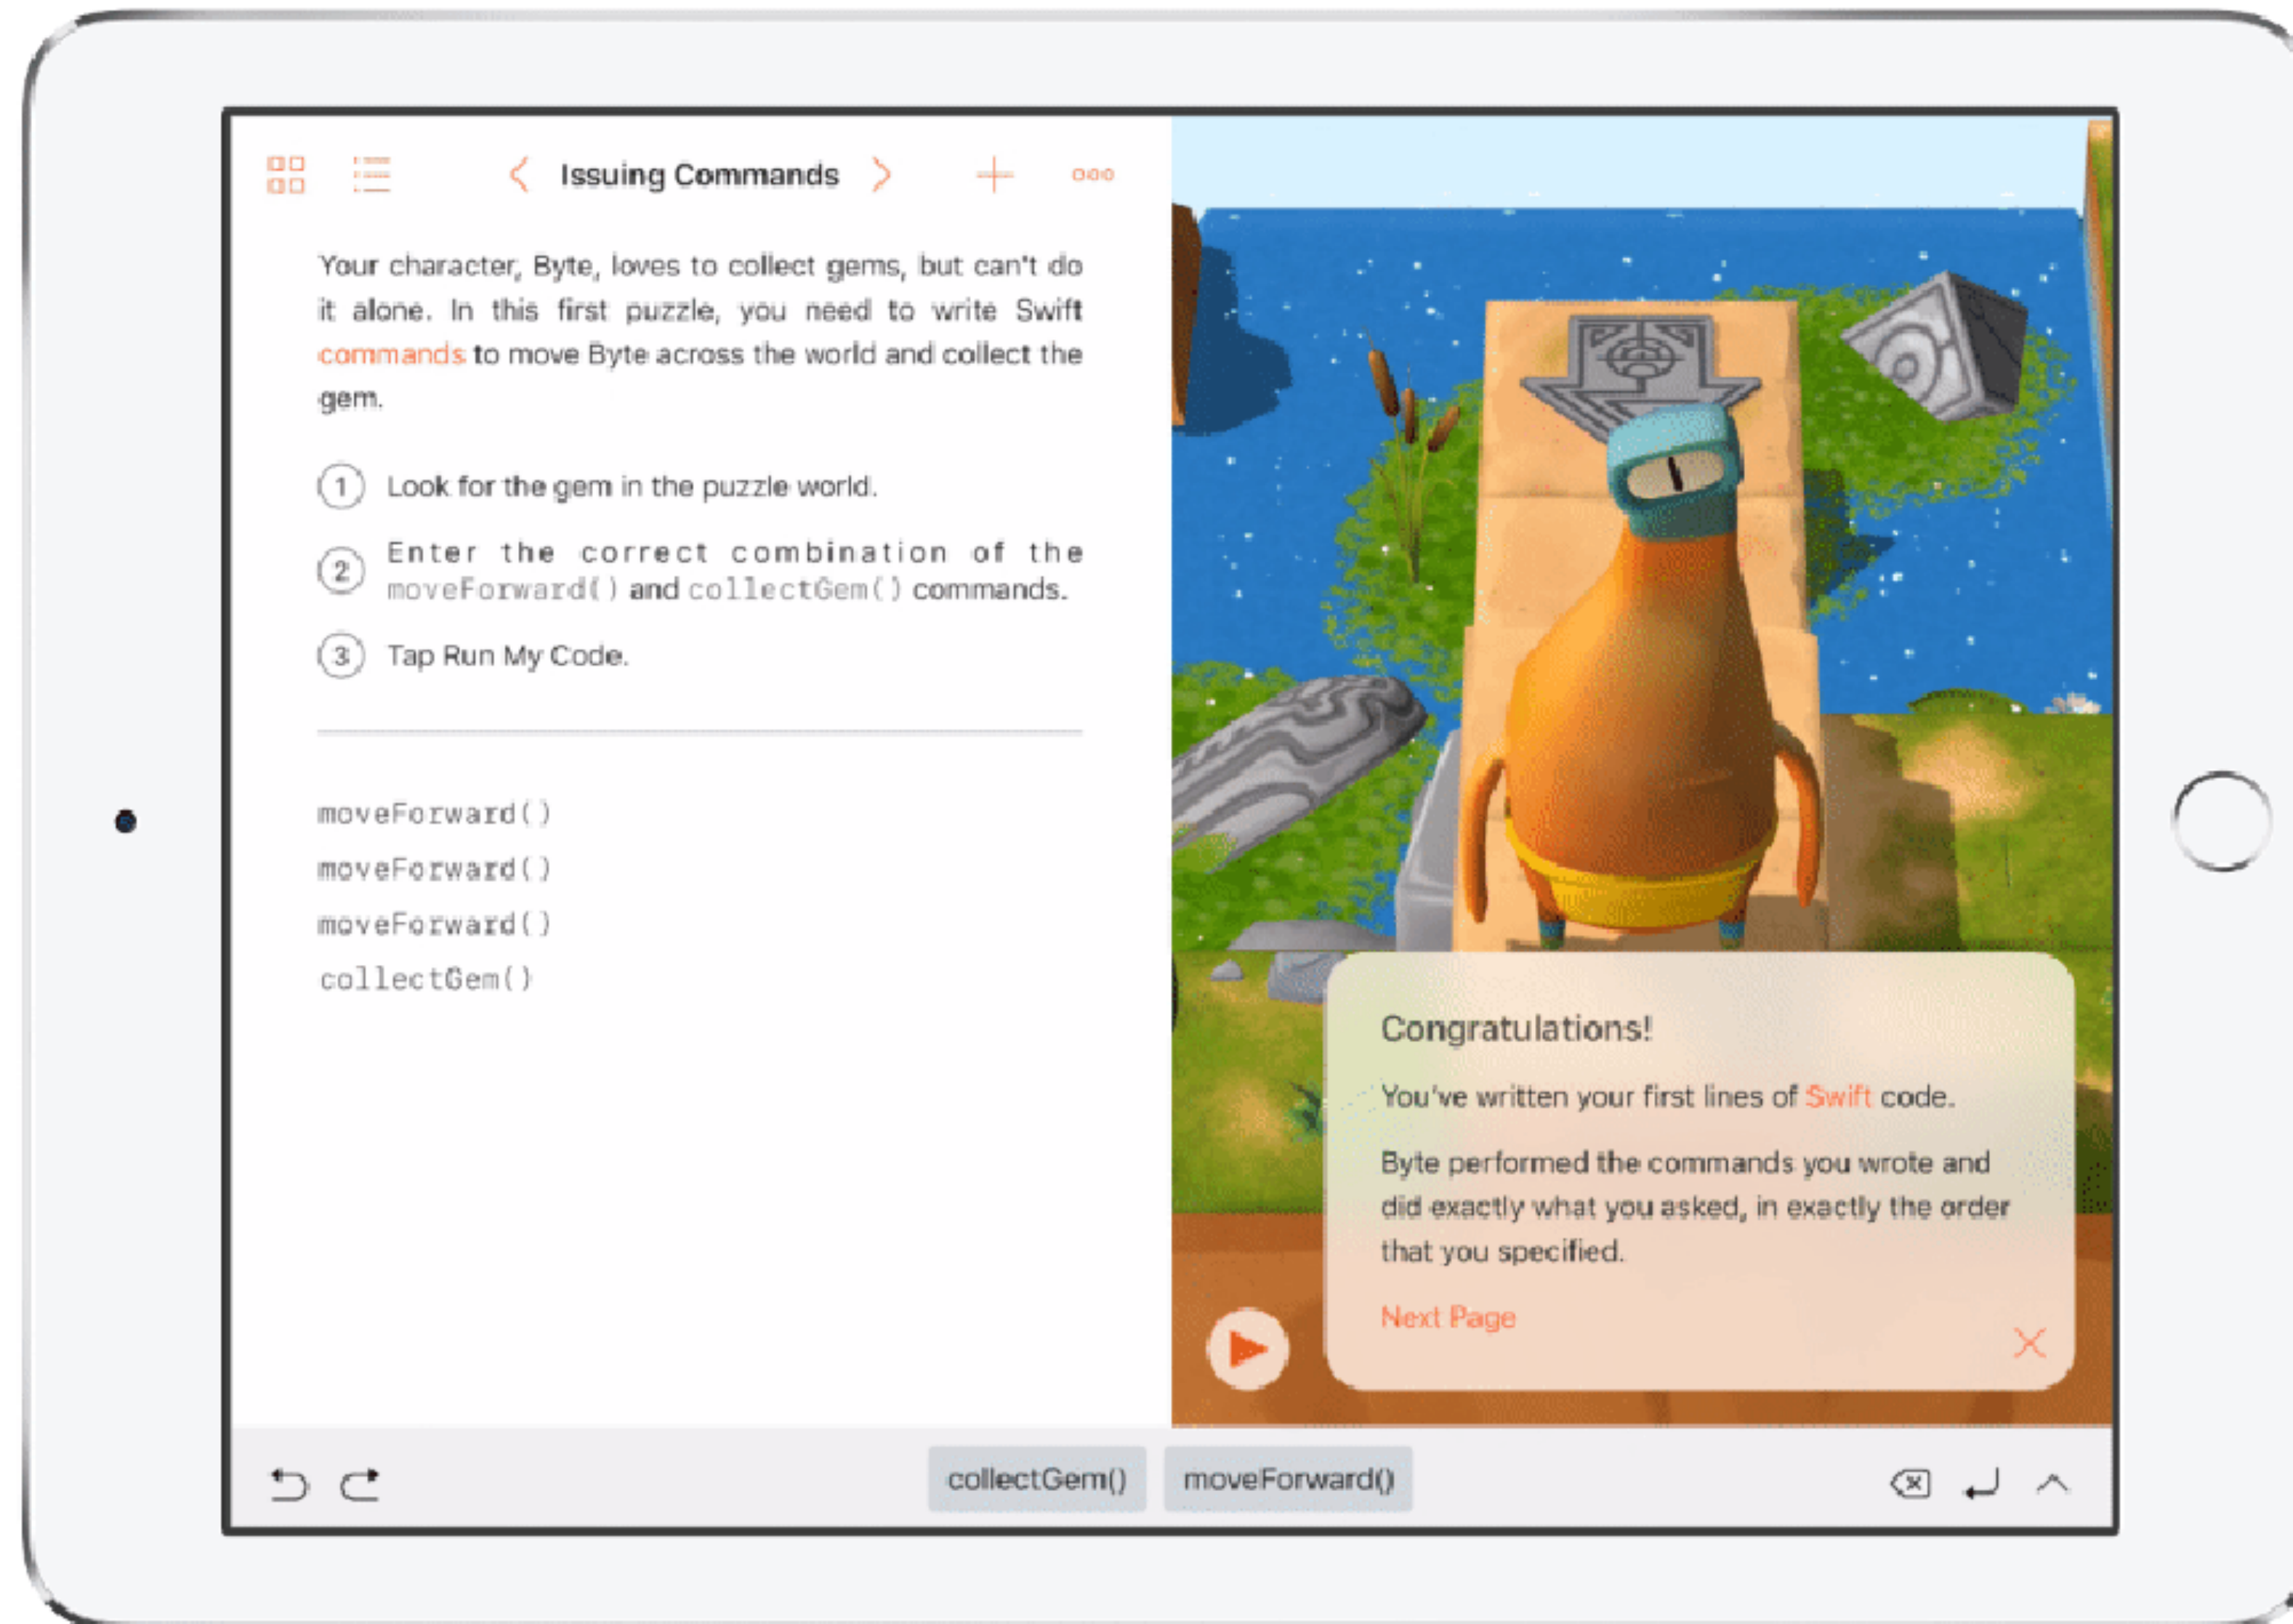 Issuing Commands
Your character, Byte, loves to collect gems, but can't do
it alone. In this first puzzle, you need to write Swift
commands to move Byte across the world and collect the
gem.
1 Look for the gem in the puzzle world.
2 Enter the correct combination of the
moveForward() and collectGem() commands.
3 Tap Run My Code.
moveForward()
moveForward()
moveForward()
collectGem()
Congratulations!
You've written your first lines of Swift code.
Byte performed the commands you wrote and
did exactly what you asked, in exactly the order
that you specified.
Next Page
collectGem() moveForward()